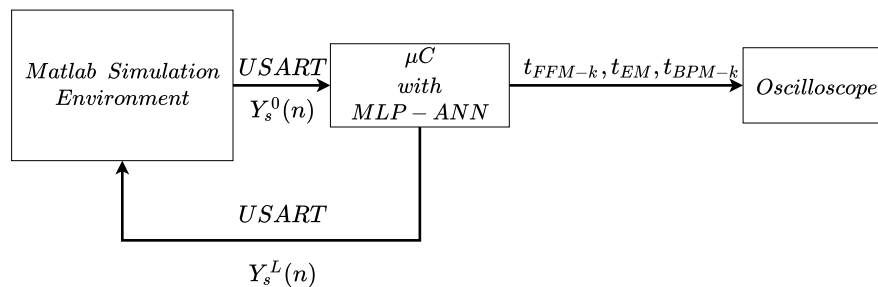 Matlab Simulation
Environment
USART
Y_s^0(n)
μC
with
MLP − ANN
t_{FFM−k}, t_{EM}, t_{BPM−k}
Oscilloscope
USART
Y_s^L(n)